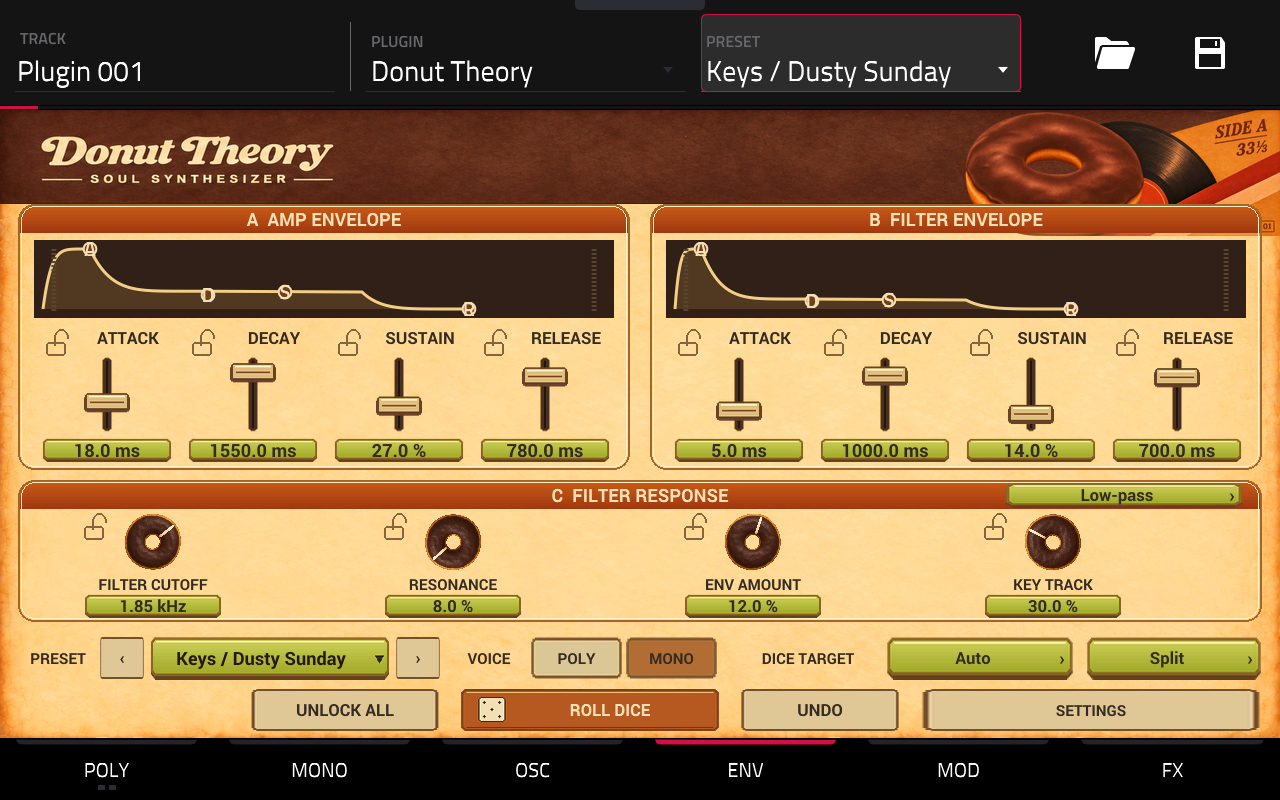 TRACK
Plugin 001
PLUGIN
Donut Theory
PRESET
Keys / Dusty Sunday
Donut Theory
SOUL SYNTHESIZER
SIDE A
33⅓
01
A AMP ENVELOPE
A
D
S
R
ATTACK
DECAY
SUSTAIN
RELEASE
18.0 ms
1550.0 ms
27.0 %
780.0 ms
B FILTER ENVELOPE
A
D
S
R
ATTACK
DECAY
SUSTAIN
RELEASE
5.0 ms
1000.0 ms
14.0 %
700.0 ms
C FILTER RESPONSE
Low-pass ›
FILTER CUTOFF
1.85 kHz
RESONANCE
8.0 %
ENV AMOUNT
12.0 %
KEY TRACK
30.0 %
PRESET ‹ Keys / Dusty Sunday ▾ › VOICE POLY MONO DICE TARGET Auto › Split ›
UNLOCK ALL ROLL DICE UNDO SETTINGS
POLY MONO OSC ENV MOD FX